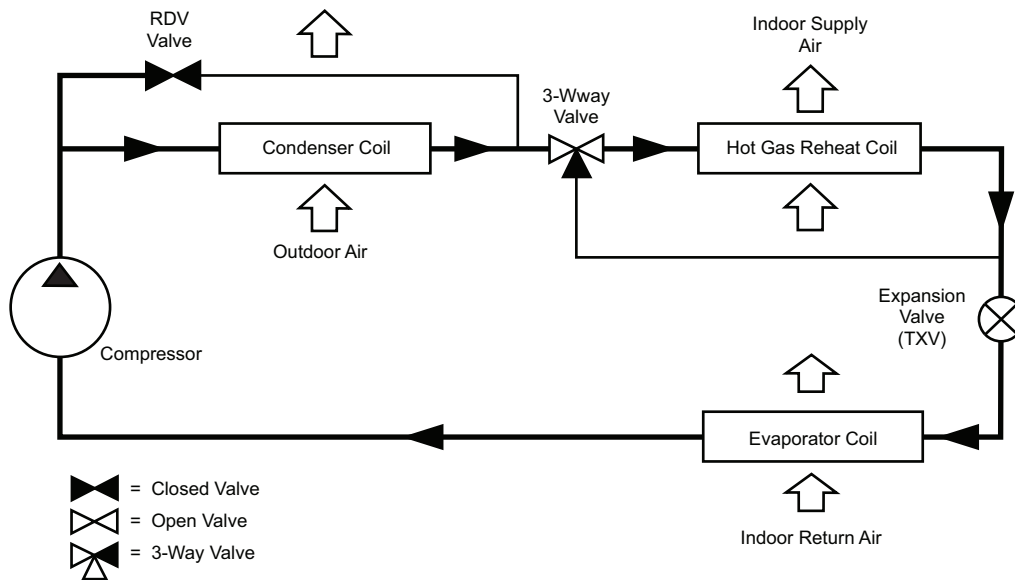 RDV
Valve
Indoor Supply
Air
3-Wway
Valve
Condenser Coil
Hot Gas Reheat Coil
Outdoor Air
Expansion
Valve
(TXV)
Compressor
Evaporator Coil
= Closed Valve
= Open Valve
= 3-Way Valve
Indoor Return Air